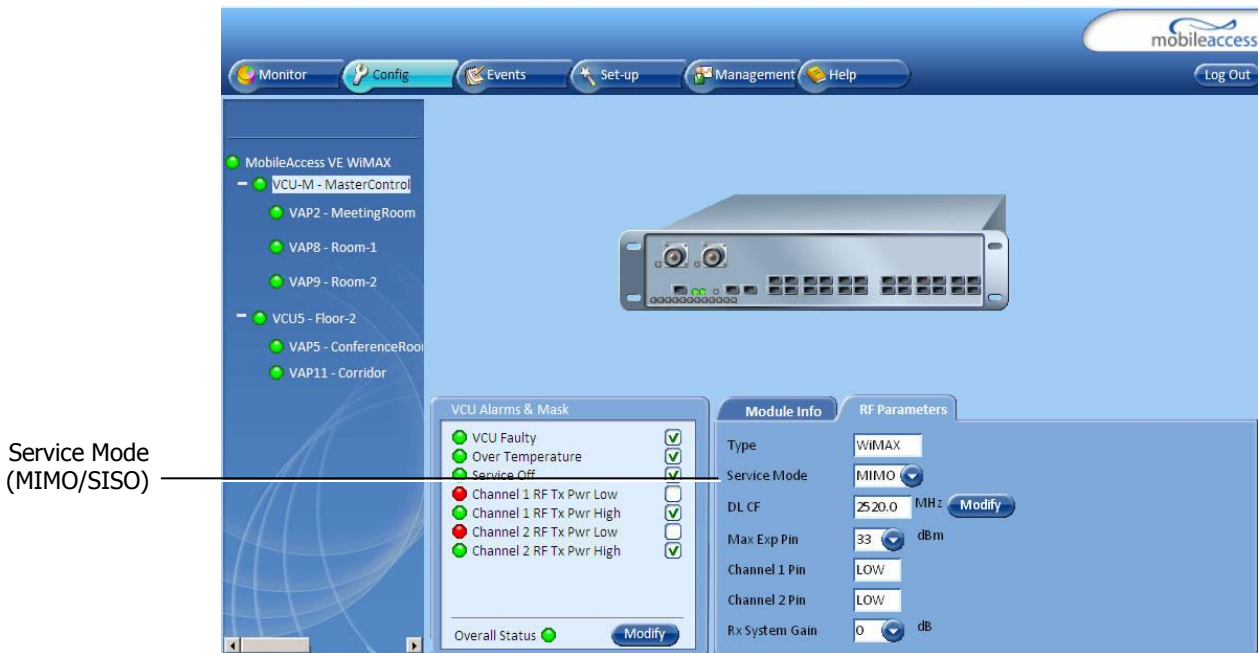 mobileaccess
Monitor
Config
Events
Set-up
Management
Help
Log Out
MobileAccess VE WiMAX
VCU-M - MasterControl
VAP2 - MeetingRoom
VAP8 - Room-1
VAP9 - Room-2
VCU5 - Floor-2
VAP5 - ConferenceRoo
VAP11 - Corridor
Service Mode
(MIMO/SISO)
VCU Alarms & Mask
VCU Faulty
Over Temperature
Service Off
Channel 1 RF Tx Pwr Low
Channel 1 RF Tx Pwr High
Channel 2 RF Tx Pwr Low
Channel 2 RF Tx Pwr High
Overall Status
Modify
Module Info
RF Parameters
Type WiMAX
Service Mode MIMO
DL CF 2520.0 MHz Modify
Max Exp Pin 33 dBm
Channel 1 Pin LOW
Channel 2 Pin LOW
Rx System Gain 0 dB